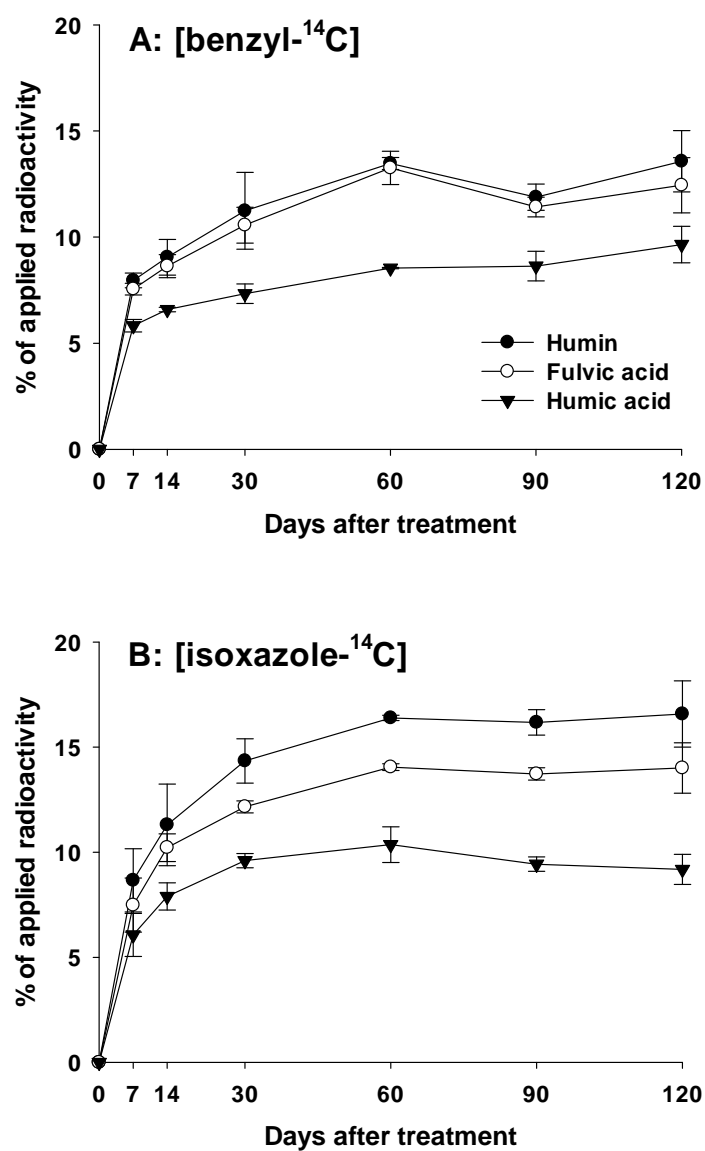 A: [benzyl-¹⁴C]
% of applied radioactivity
20
15
10
5
0
Humin
Fulvic acid
Humic acid
0 7 14 30 60 90 120
Days after treatment
B: [isoxazole-¹⁴C]
% of applied radioactivity
20
15
10
5
0
0 7 14 30 60 90 120
Days after treatment